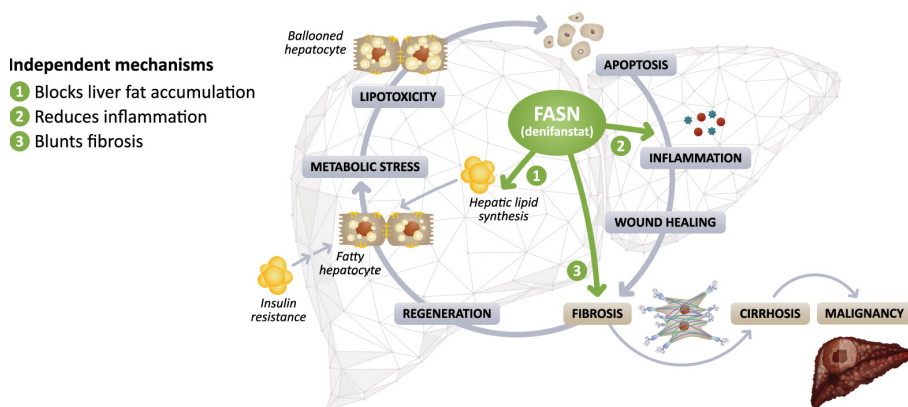 Independent mechanisms
1 Blocks liver fat accumulation
2 Reduces inflammation
3 Blunts fibrosis
Ballooned
hepatocyte
APOPTOSIS
LIPOTOXICITY
FASN
(denifanstat)
2
INFLAMMATION
METABOLIC STRESS
1
Hepatic lipid
synthesis
WOUND HEALING
Fatty
hepatocyte
3
Insulin
resistance
REGENERATION
FIBROSIS
CIRRHOSIS
MALIGNANCY